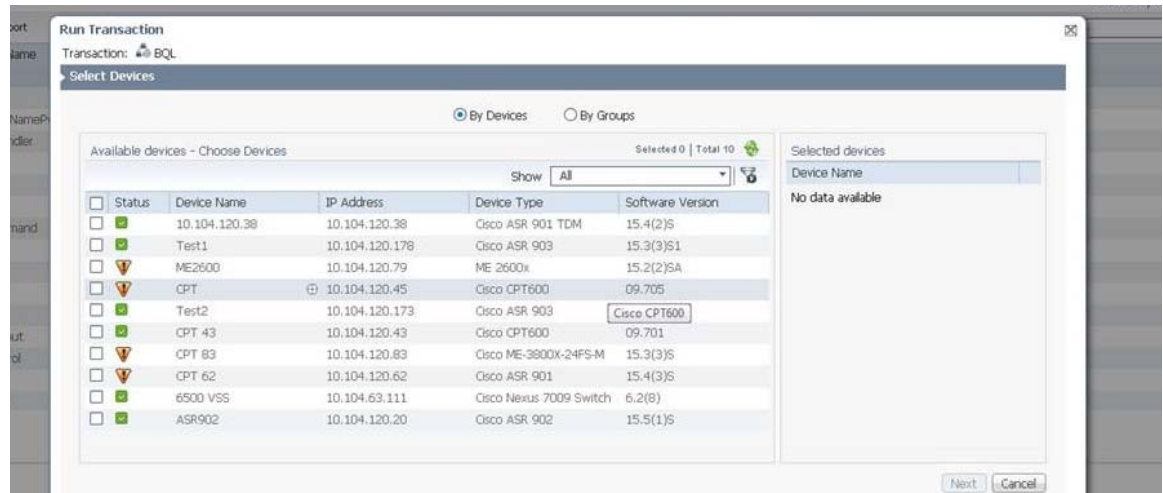 Run Transaction
Transaction: BQL
Select Devices
By Devices By Groups
Available devices - Choose Devices Selected 0 | Total 10
Show All
Status Device Name IP Address Device Type Software Version
10.104.120.38 10.104.120.38 Cisco ASR 901 TDM 15.4(2)S
Test1 10.104.120.178 Cisco ASR 903 15.3(3)S1
ME2600 10.104.120.79 ME 2600x 15.2(2)SA
CPT 10.104.120.45 Cisco CPT600 09.705
Test2 10.104.120.173 Cisco ASR 903
Cisco CPT600
CPT 43 10.104.120.43 Cisco CPT600 09.701
CPT 83 10.104.120.83 Cisco ME-3800X-24FS-M 15.3(3)S
CPT 62 10.104.120.62 Cisco ASR 901 15.4(3)S
6500 VSS 10.104.63.111 Cisco Nexus 7009 Switch 6.2(8)
ASR902 10.104.120.20 Cisco ASR 902 15.5(1)S
Selected devices
Device Name
No data available
Next Cancel